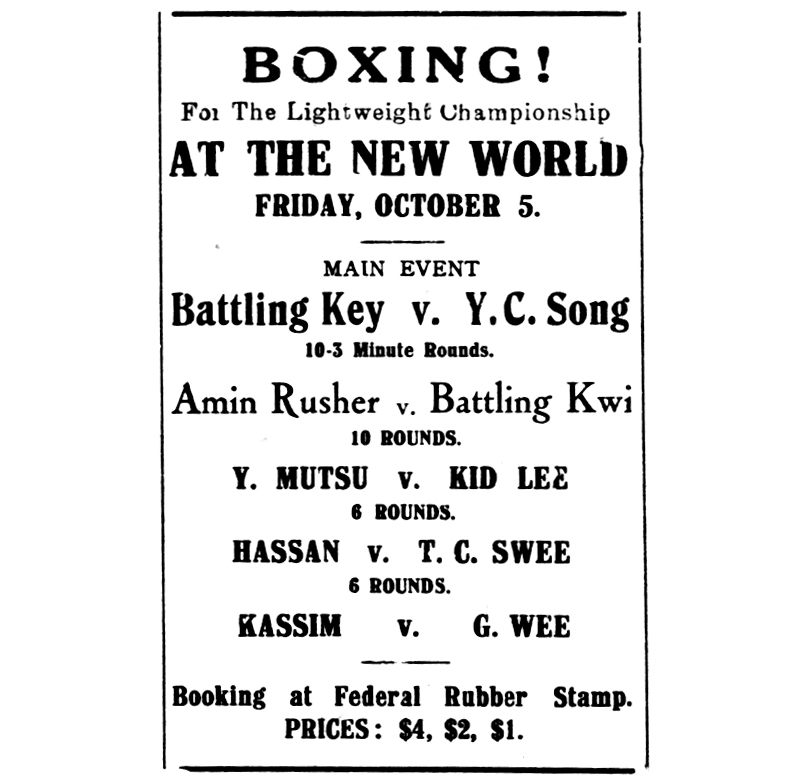 BOXING!
For The Lightweight Championship
AT THE NEW WORLD
FRIDAY, OCTOBER 5.
MAIN EVENT
Battling Key v. Y.C. Song
10-3 Minute Rounds.
Amin Rusher v. Battling Kwi
10 ROUNDS.
Y. MUTSU v. KID LEE
6 ROUNDS.
HASSAN v. T. C. SWEE
6 ROUNDS.
KASSIM v. G. WEE
Booking at Federal Rubber Stamp.
PRICES: $4, $2, $1.